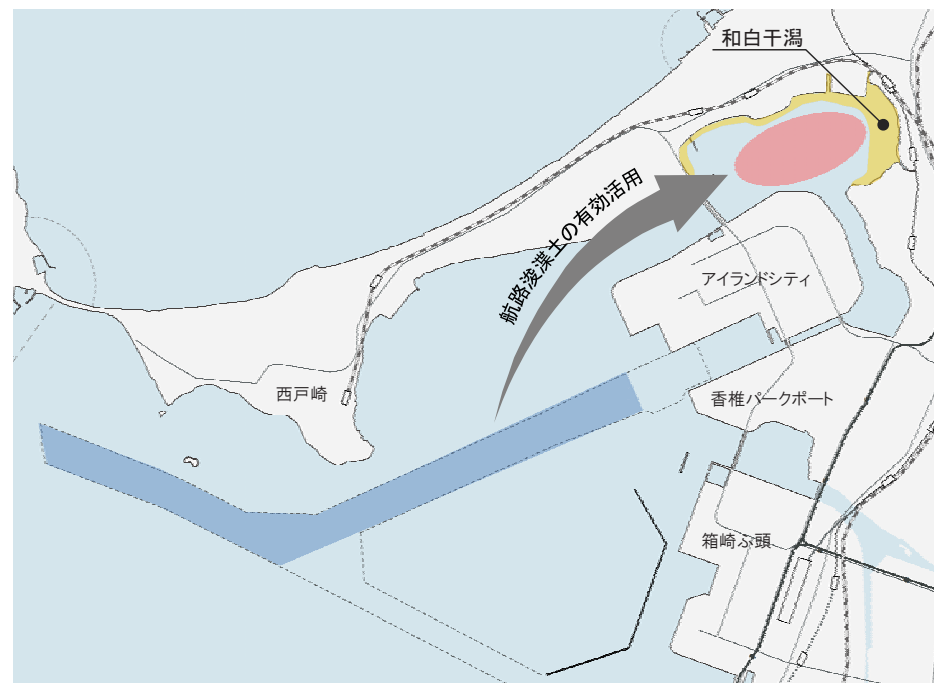 和白干潟
航路浚渫土の有効活用
アイランドシティ
西戸崎
香椎パークポート
箱崎ふ頭